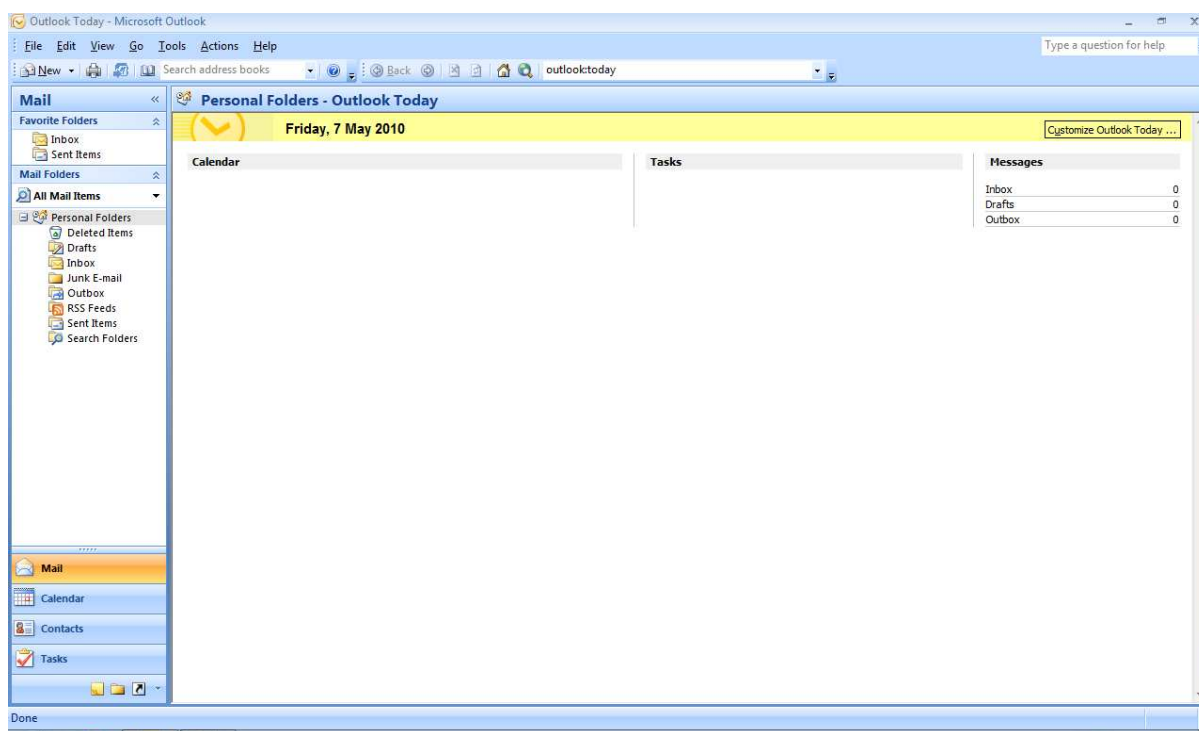 Outlook Today - Microsoft Outlook
File Edit View Go Tools Actions Help
Type a question for help
New
Search address books
Back
outlook:today
Mail «
Personal Folders - Outlook Today
Favorite Folders
Inbox
Sent Items
Mail Folders
All Mail Items
Personal Folders
Deleted Items
Drafts
Inbox
Junk E-mail
Outbox
RSS Feeds
Sent Items
Search Folders
Friday, 7 May 2010
Customize Outlook Today ...
Calendar
Tasks
Messages
Inbox 0
Drafts 0
Outbox 0
Mail
Calendar
Contacts
Tasks
Done